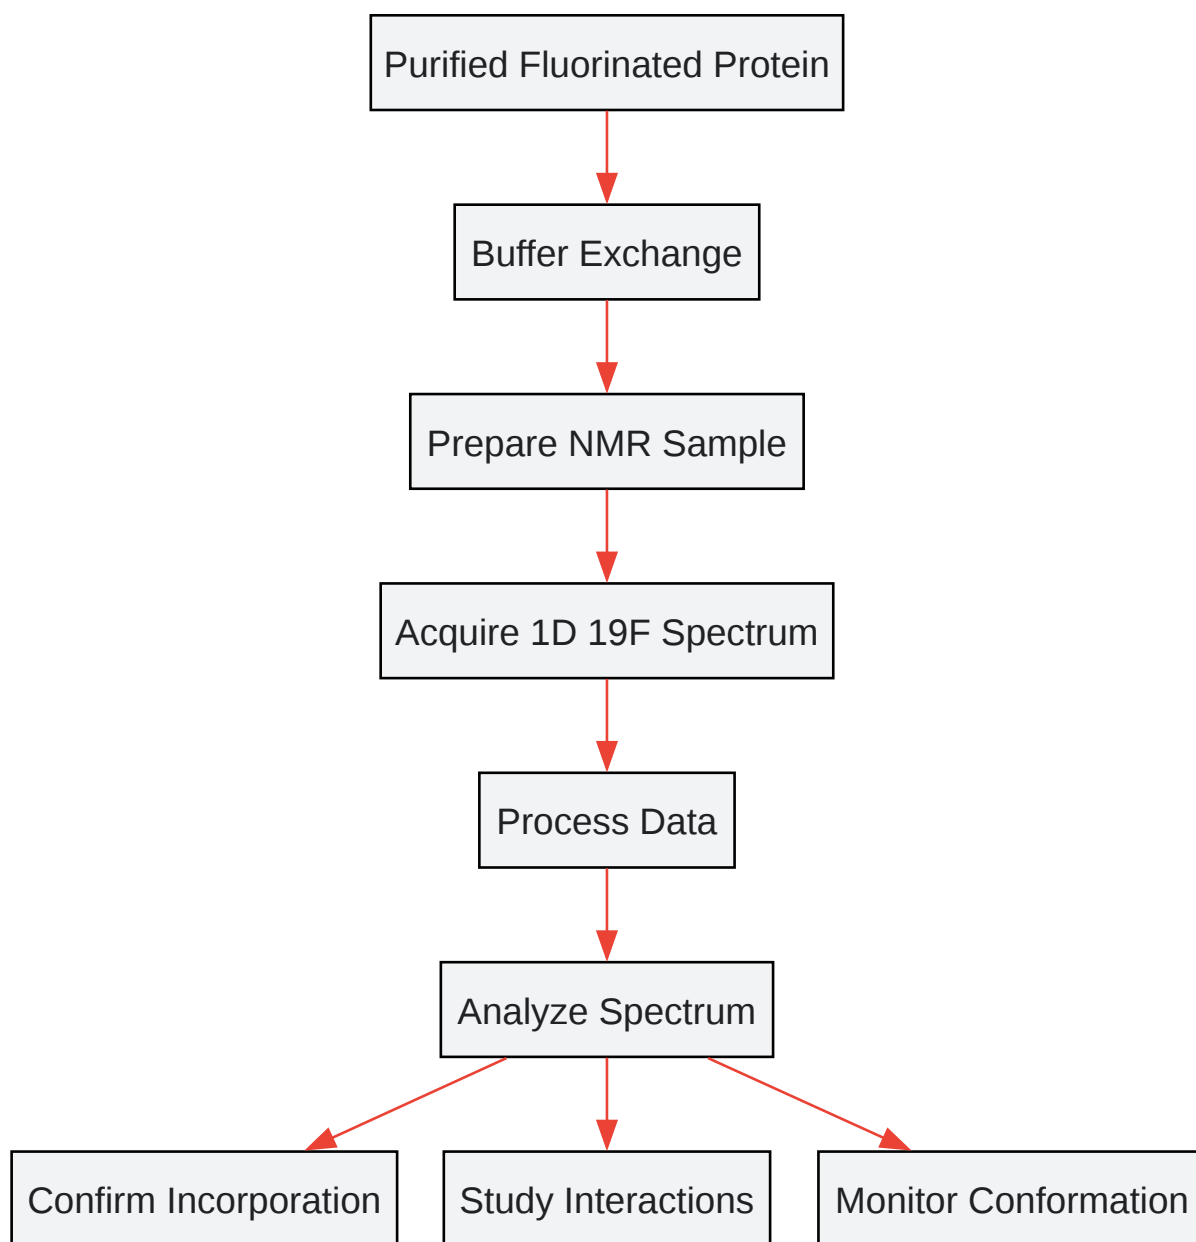 Purified Fluorinated Protein
Buffer Exchange
Prepare NMR Sample
Acquire 1D 19F Spectrum
Process Data
Analyze Spectrum
Confirm Incorporation
Study Interactions
Monitor Conformation